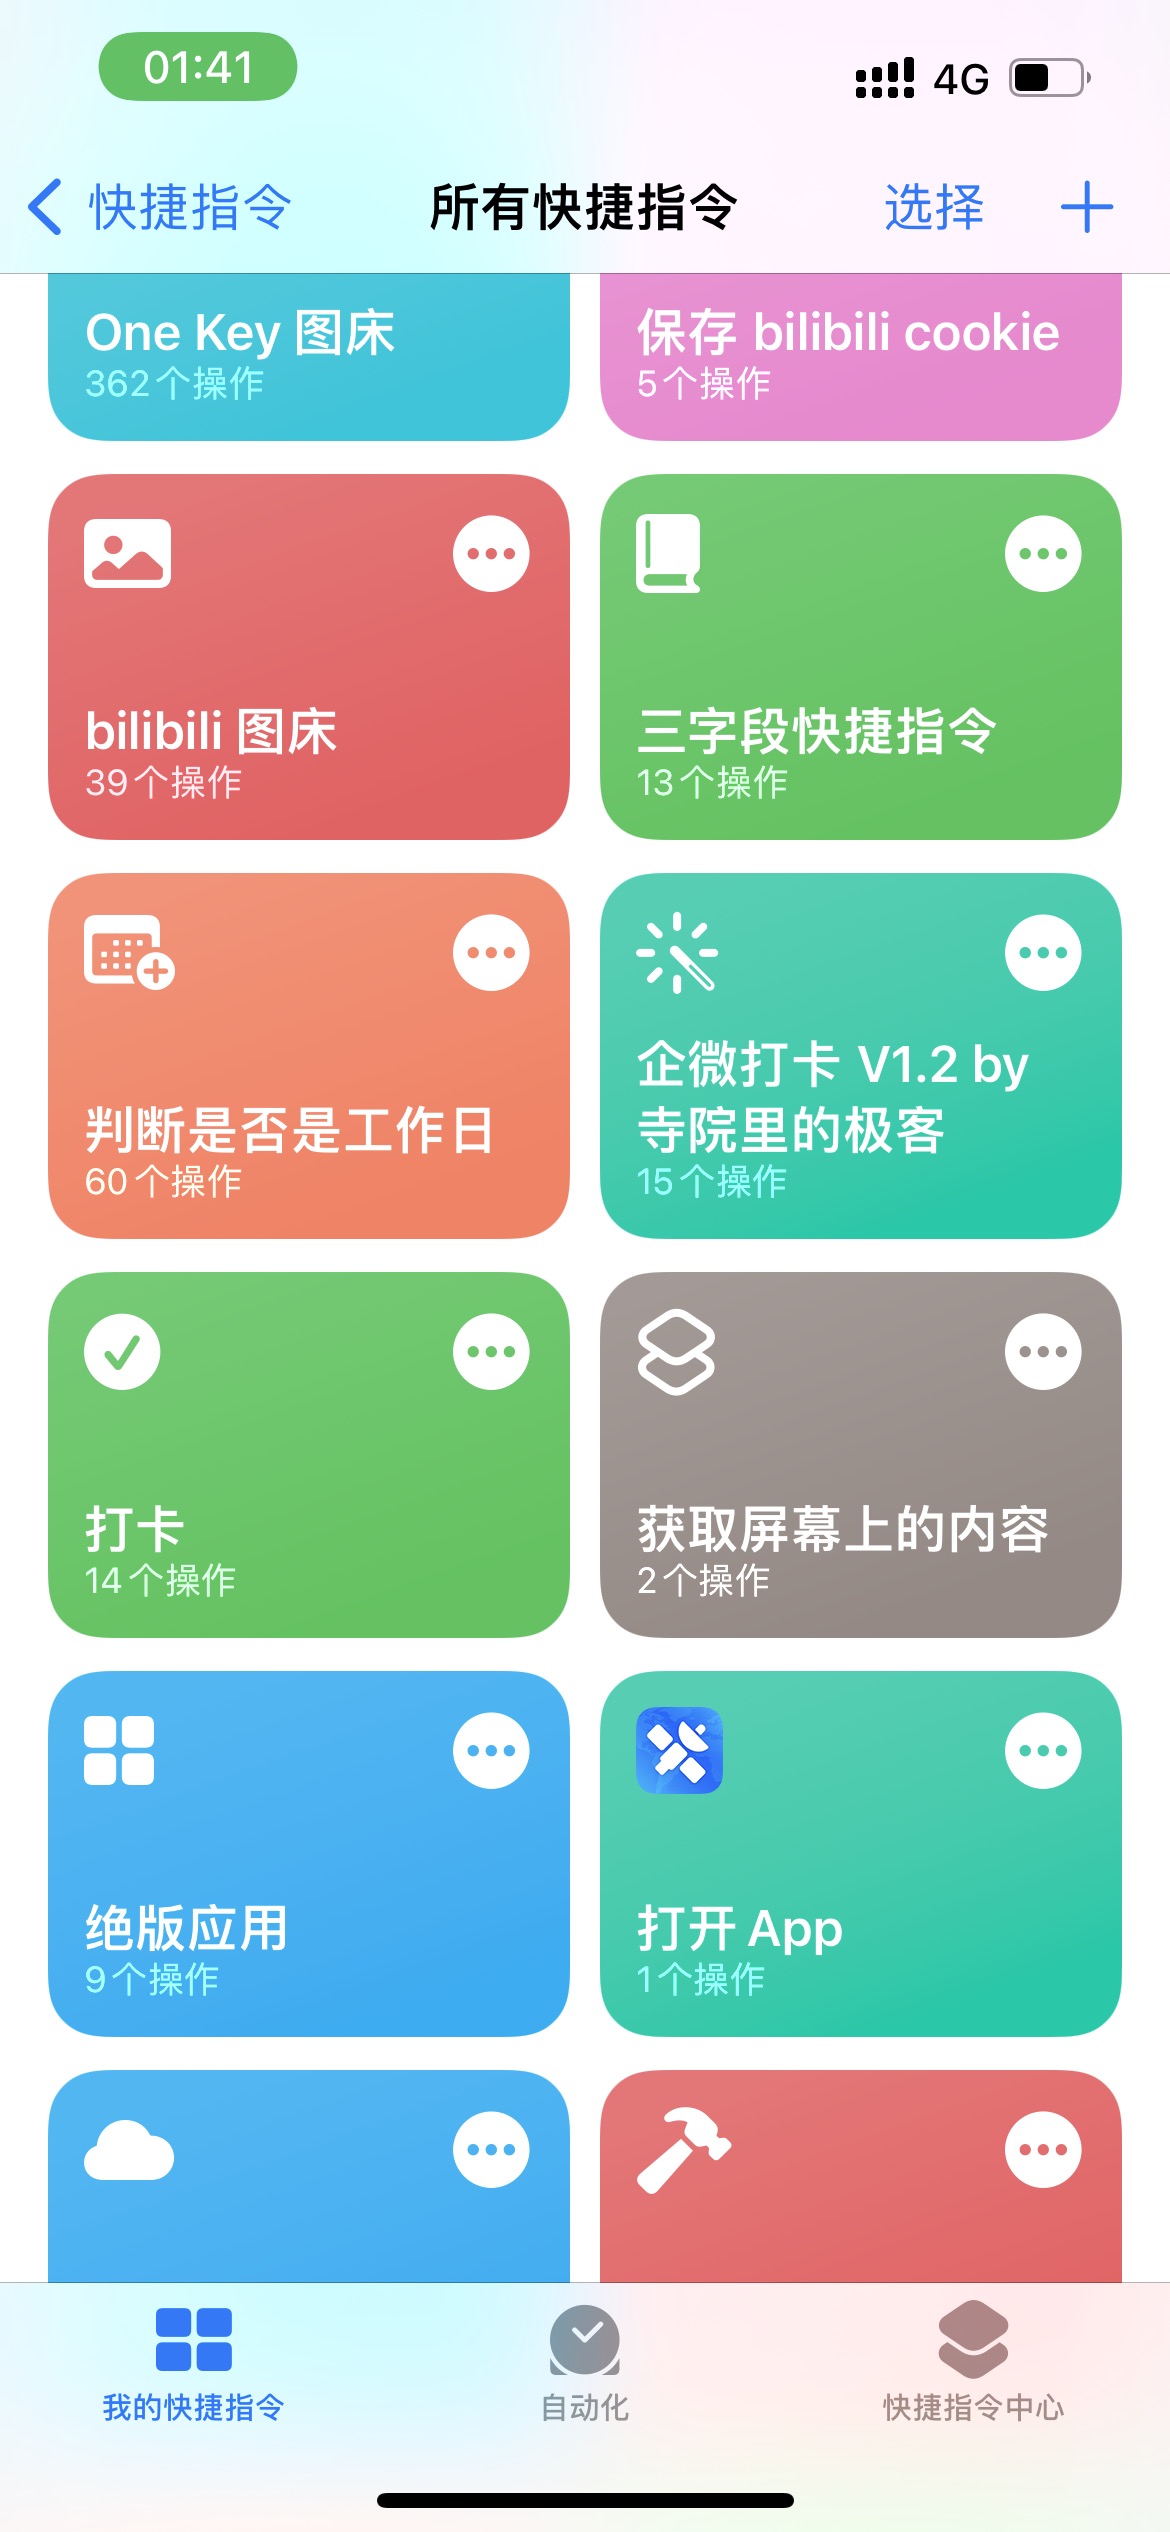 01:41
4G
快捷指令
所有快捷指令
选择
One Key 图床
362个操作
保存 bilibili cookie
5个操作
bilibili 图床
39个操作
三字段快捷指令
13个操作
判断是否是工作日
60个操作
企微打卡 V1.2 by
寺院里的极客
15个操作
打卡
14个操作
获取屏幕上的内容
2个操作
绝版应用
9个操作
打开 App
1个操作
我的快捷指令
自动化
快捷指令中心